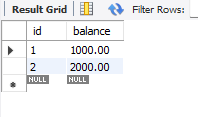 Result Grid Filter Rows:
id balance
1 1000.00
2 2000.00
NULL NULL